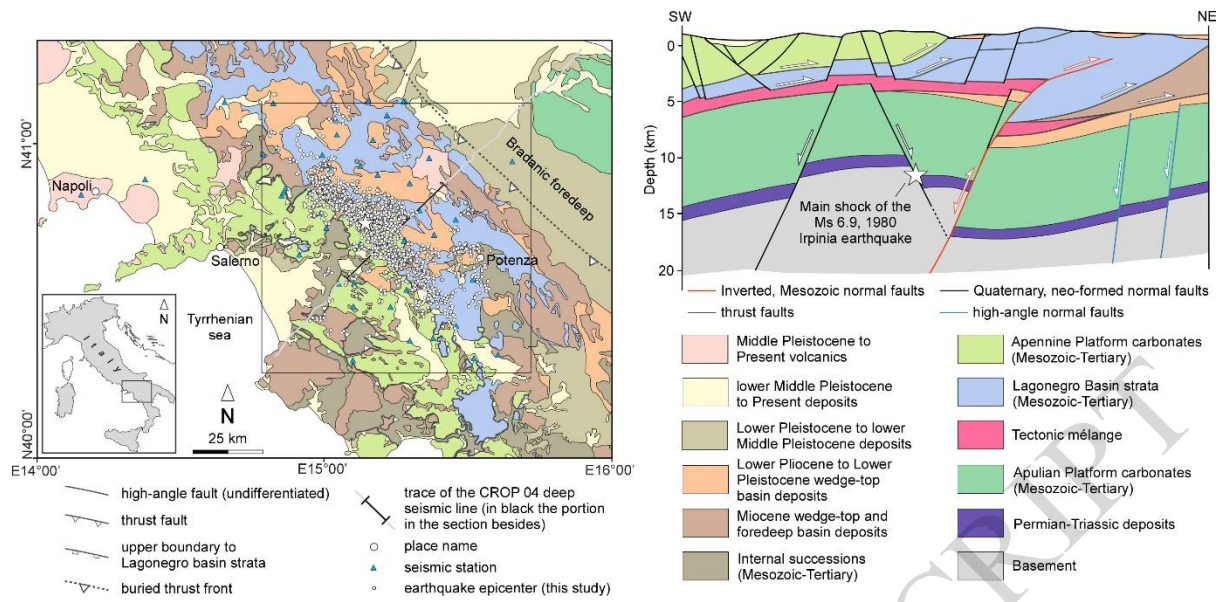 N41°00'
N40°00'
E14°00'
E15°00'
E16°00'
Napoli
Salerno
Potenza
Bradanic foredeep
Tyrrhenian
sea
N
Italy
N
25 km
high-angle fault (undifferentiated)
thrust fault
upper boundary to
Lagonegro basin strata
buried thrust front
trace of the CROP 04 deep
seismic line (in black the portion
in the section besides)
place name
seismic station
earthquake epicenter (this study)
SW
NE
0
5
10
15
20
Depth (km)
Main shock of the
Ms 6.9, 1980
Irpinia earthquake
Inverted, Mesozoic normal faults
thrust faults
Quaternary, neo-formed normal faults
high-angle normal faults
Middle Pleistocene to
Present volcanics
lower Middle Pleistocene
to Present deposits
Lower Pleistocene to lower
Middle Pleistocene deposits
Lower Pliocene to Lower
Pleistocene wedge-top
basin deposits
Miocene wedge-top and
foredeep basin deposits
Internal successions
(Mesozoic-Tertiary)
Apennine Platform carbonates
(Mesozoic-Tertiary)
Lagonegro Basin strata
(Mesozoic-Tertiary)
Tectonic mélange
Apulian Platform carbonates
(Mesozoic-Tertiary)
Permian-Triassic deposits
Basement
CRIPT